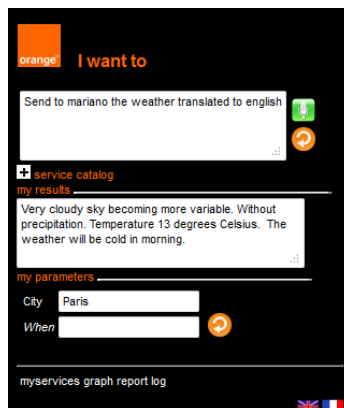 orange™
I want to
Send to mariano the weather translated to english
service catalog
my results
Very cloudy sky becoming more variable. Without
precipitation. Temperature 13 degrees Celsius. The
weather will be cold in morning.
my parameters
City Paris
When
myservices graph report log